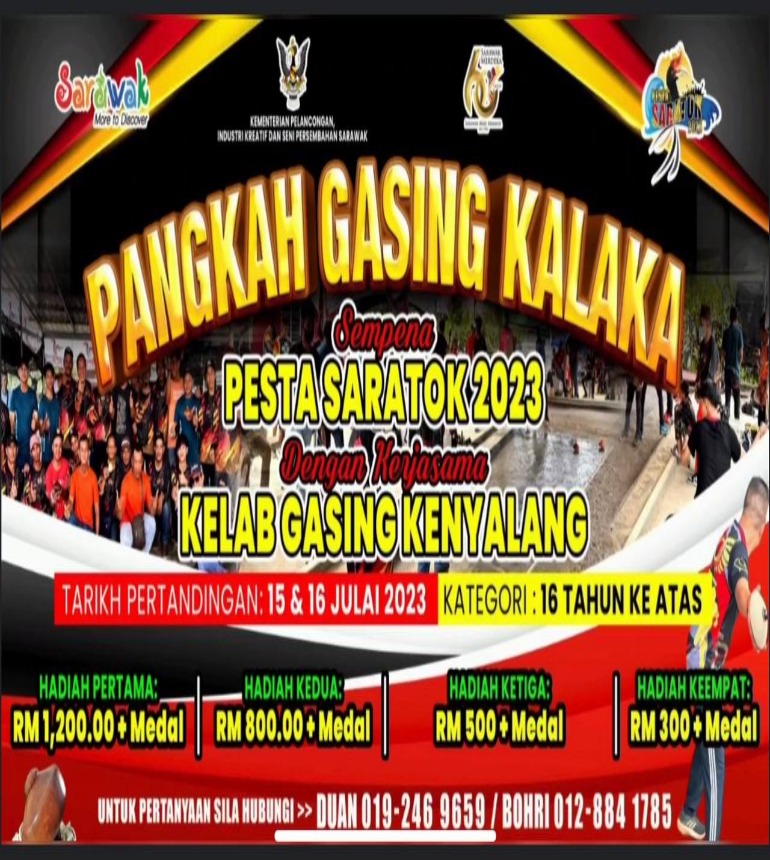 Sarawak
More to Discover
KEMENTERIAN PELANCONGAN,
INDUSTRI KREATIF DAN SENI PERSEMBAHAN SARAWAK
SARAWAK
MERDEKA
60
PANGKAH GASING KALAKA
Sempena
PESTA SARATOK 2023
Dengan Kerjasama
KELAB GASING KENYALANG
TARIKH PERTANDINGAN: 15 & 16 JULAI 2023
KATEGORI : 16 TAHUN KE ATAS
HADIAH PERTAMA:
RM 1,200.00 + Medal
HADIAH KEDUA:
RM 800.00 + Medal
HADIAH KETIGA:
RM 500 + Medal
HADIAH KEEMPAT:
RM 300 + Medal
UNTUK PERTANYAAN SILA HUBUNGI >> DUAN 019-246 9659 / BOHRI 012-884 1785